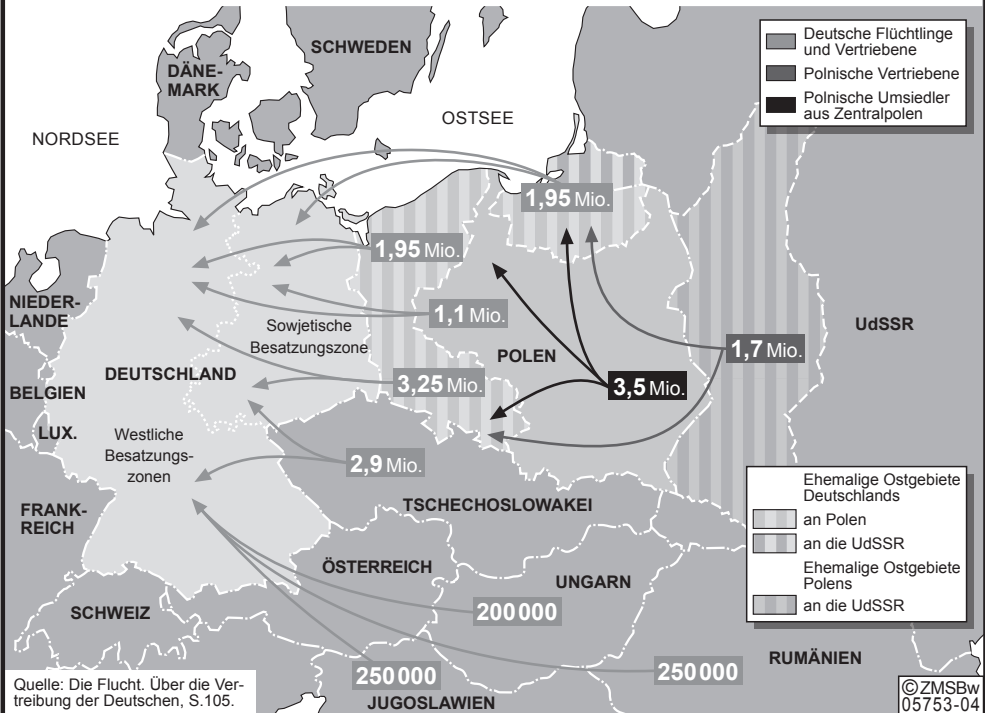 SCHWEDEN
DÄNE-
MARK
NORDSEE
OSTSEE
Deutsche Flüchtlinge
und Vertriebene
Polnische Vertriebene
Polnische Umsiedler
aus Zentralpolen
1,95 Mio.
1,95 Mio.
1,1 Mio.
NIEDER-
LANDE
Sowjetische
Besatzungszone
POLEN
1,7 Mio.
UdSSR
DEUTSCHLAND
3,25 Mio.
3,5 Mio.
BELGIEN
LUX.
Westliche
Besatzungs-
zonen
2,9 Mio.
FRANK-
REICH
TSCHECHOSLOWAKEI
Ehemalige Ostgebiete
Deutschlands
an Polen
an die UdSSR
Ehemalige Ostgebiete
Polens
an die UdSSR
ÖSTERREICH
UNGARN
SCHWEIZ
200 000
250 000
250 000
RUMÄNIEN
JUGOSLAWIEN
Quelle: Die Flucht. Über die Ver-
treibung der Deutschen, S.105.
©ZMSBw
05753-04